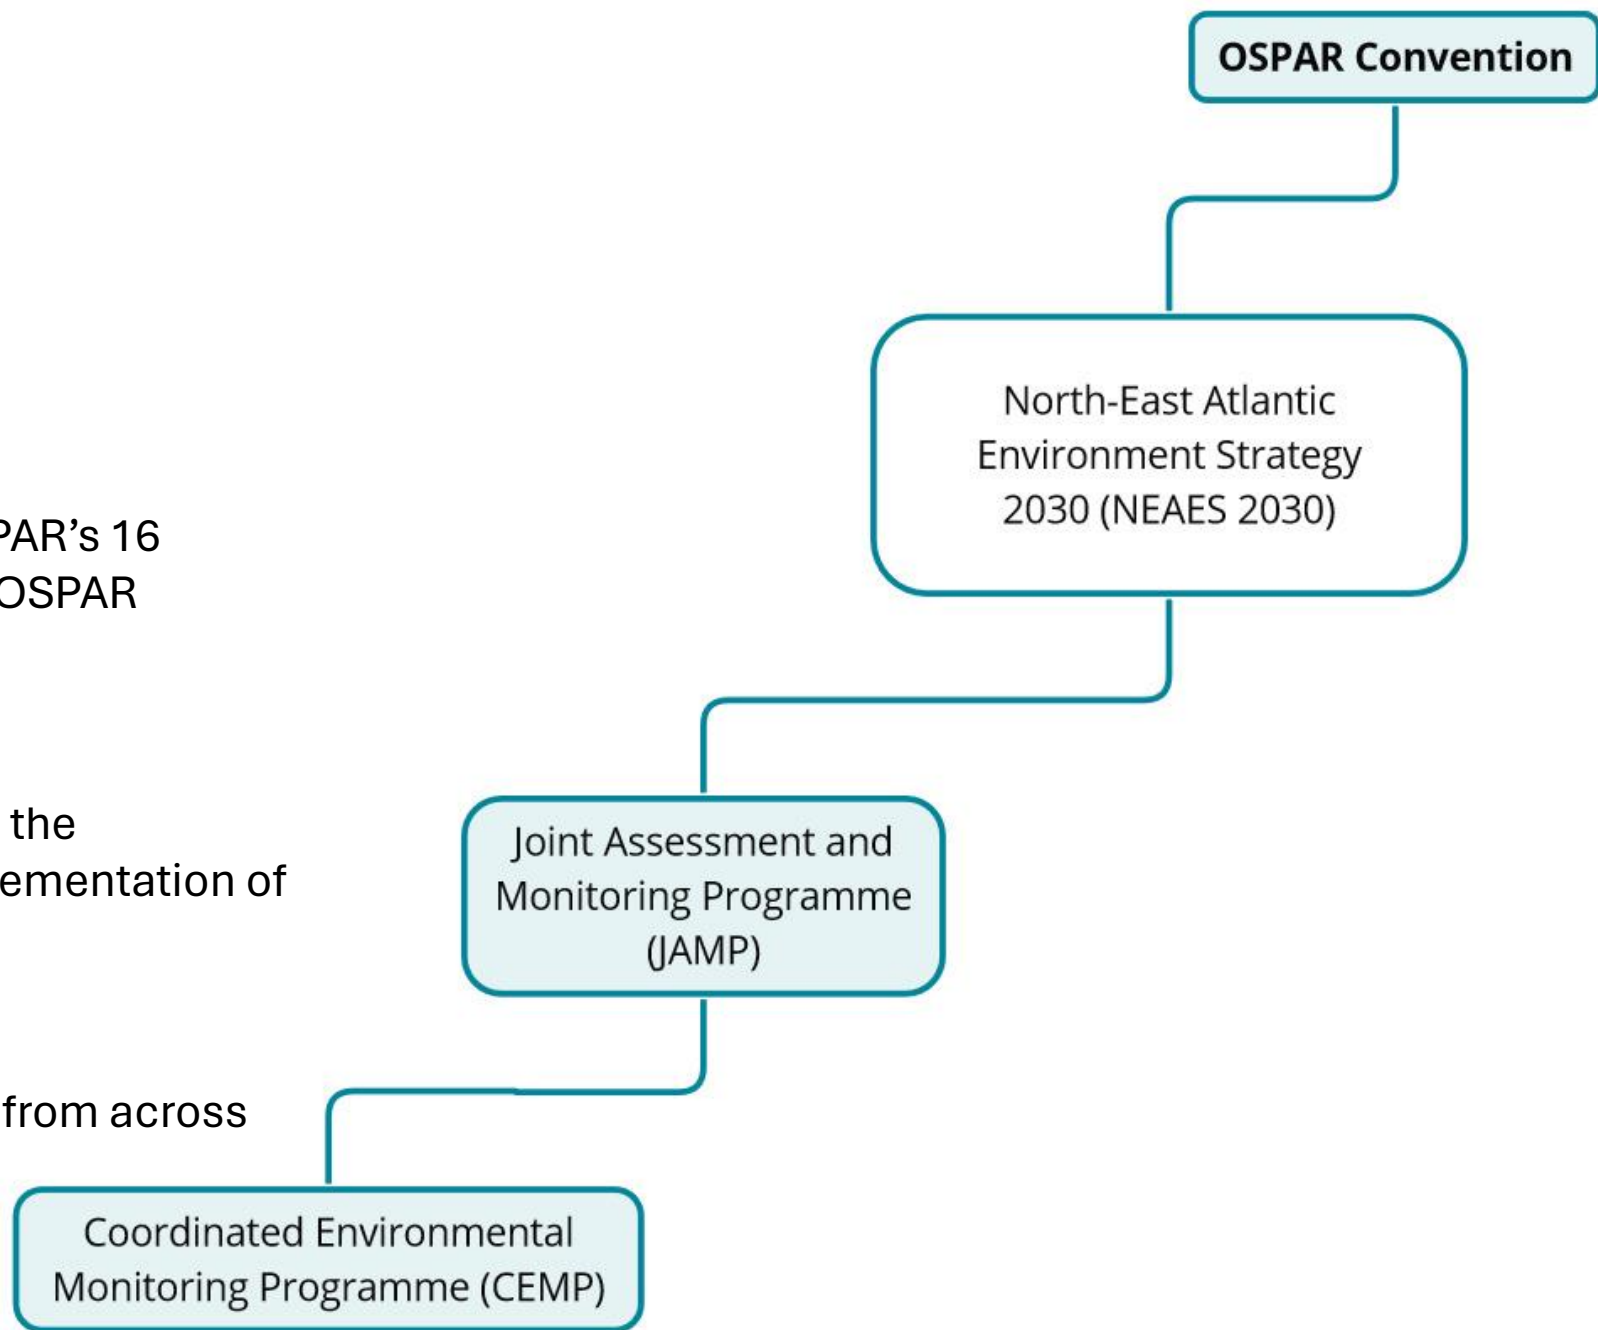 OSPAR Convention
North-East Atlantic
Environment Strategy
2030 (NEAES 2030)
PAR’s 16
OSPAR
the
ementation of
Joint Assessment and
Monitoring Programme
(JAMP)
from across
Coordinated Environmental
Monitoring Programme (CEMP)